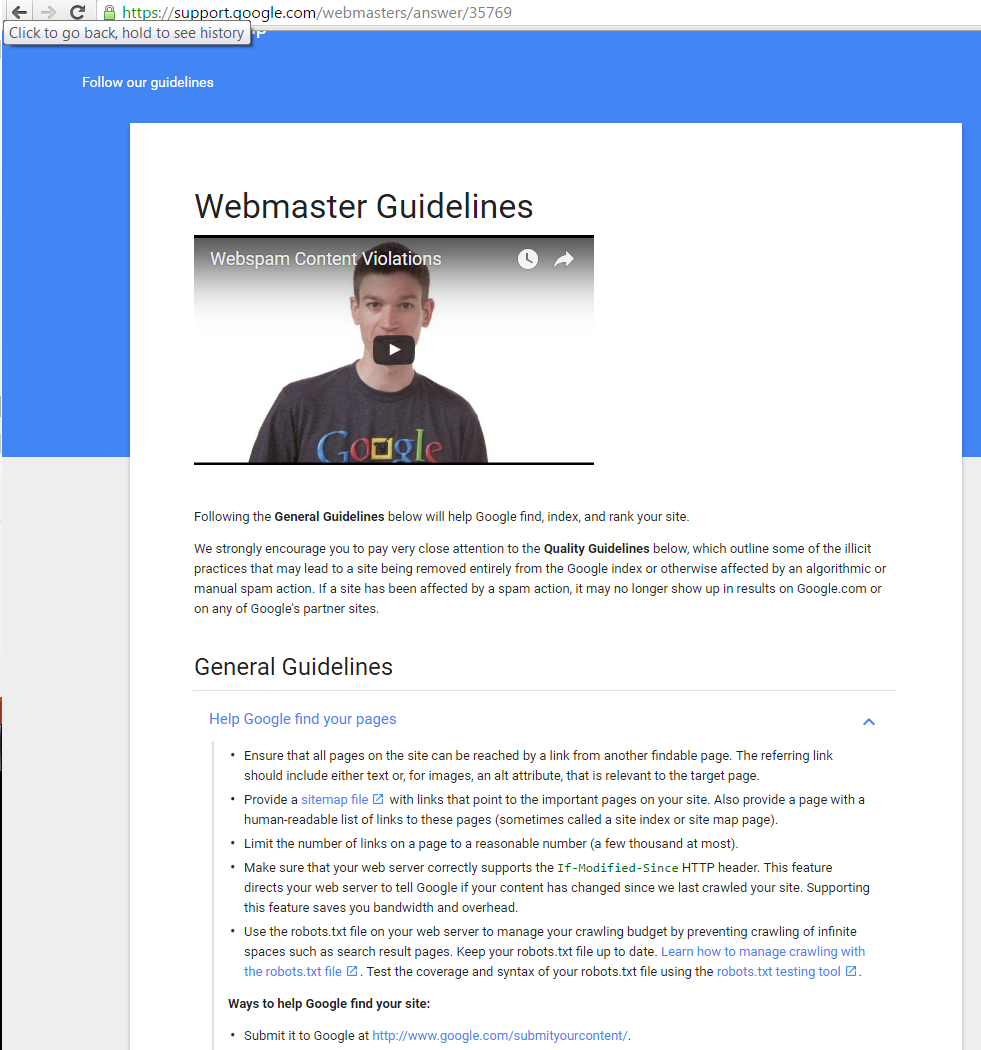 https://support.google.com/webmasters/answer/35769
Click to go back, hold to see history
Follow our guidelines
Webmaster Guidelines
Webspam Content Violations
Google
Following the General Guidelines below will help Google find, index, and rank your site.
We strongly encourage you to pay very close attention to the Quality Guidelines below, which outline some of the illicit
practices that may lead to a site being removed entirely from the Google index or otherwise affected by an algorithmic or
manual spam action. If a site has been affected by a spam action, it may no longer show up in results on Google.com or
on any of Google's partner sites.
General Guidelines
Help Google find your pages
• Ensure that all pages on the site can be reached by a link from another findable page. The referring link
should include either text or, for images, an alt attribute, that is relevant to the target page.
• Provide a sitemap file with links that point to the important pages on your site. Also provide a page with a
human-readable list of links to these pages (sometimes called a site index or site map page).
• Limit the number of links on a page to a reasonable number (a few thousand at most).
• Make sure that your web server correctly supports the If-Modified-Since HTTP header. This feature
directs your web server to tell Google if your content has changed since we last crawled your site. Supporting
this feature saves you bandwidth and overhead.
• Use the robots.txt file on your web server to manage your crawling budget by preventing crawling of infinite
spaces such as search result pages. Keep your robots.txt file up to date. Learn how to manage crawling with
the robots.txt file. Test the coverage and syntax of your robots.txt file using the robots.txt testing tool.
Ways to help Google find your site:
• Submit it to Google at http://www.google.com/submityourcontent/.